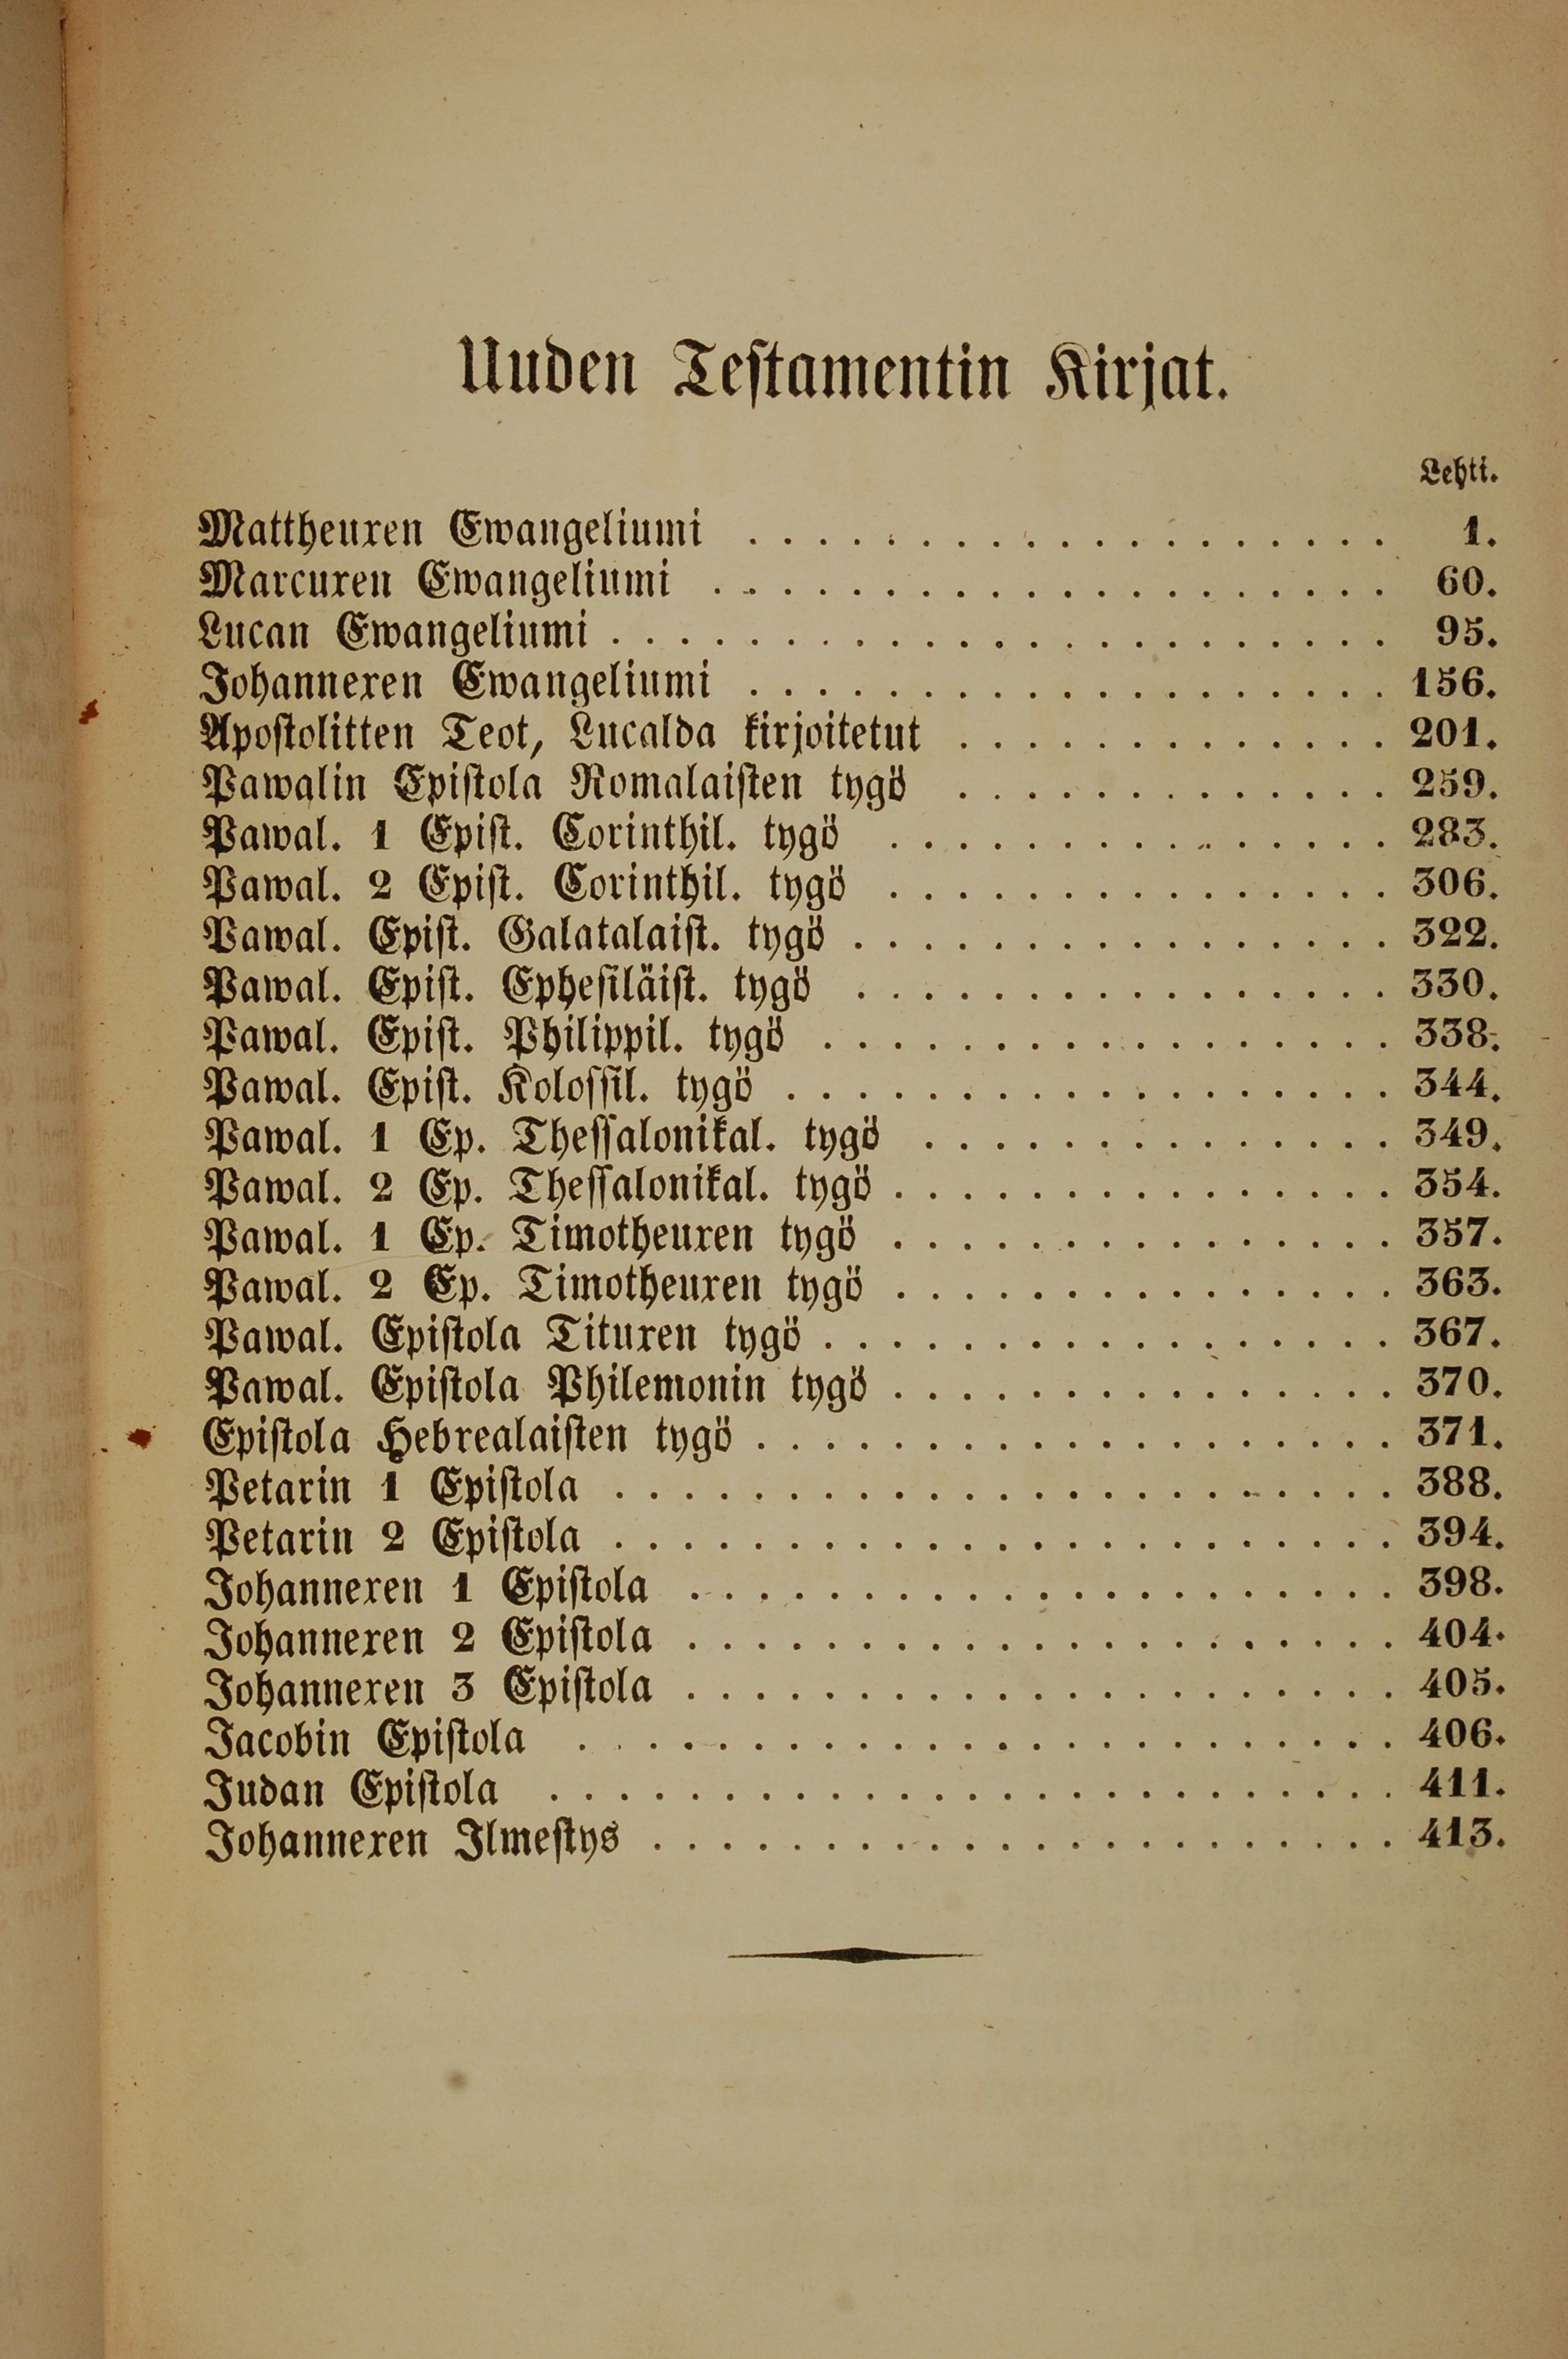 Uuden Testamentin Kirjat.
Lehti.
Mattheuxen Ewangeliumi . . . . . . . . . . . . . . . . . . . 1.
Marcuxen Ewangeliumi . . . . . . . . . . . . . . . . . . . . 60.
Lucan Ewangeliumi . . . . . . . . . . . . . . . . . . . . . . . 95.
Johannexen Ewangeliumi . . . . . . . . . . . . . . . . . . . 156.
Apostolitten Teot, Lucalda kirjoitetut . . . . . . . . . . . . . 201.
Pawalin Epistola Romalaisten tygö . . . . . . . . . . . . . 259.
Pawal. 1 Epist. Corinthil. tygö . . . . . . . . . . . . . . . 283.
Pawal. 2 Epist. Corinthil. tygö . . . . . . . . . . . . . . . 306.
Pawal. Epist. Galatalaist. tygö . . . . . . . . . . . . . . . . 322.
Pawal. Epist. Ephesiläist. tygö . . . . . . . . . . . . . . . . 330.
Pawal. Epist. Philippil. tygö . . . . . . . . . . . . . . . . . 338.
Pawal. Epist. Kolossil. tygö . . . . . . . . . . . . . . . . . . 344.
Pawal. 1 Ep. Thessalonikal. tygö . . . . . . . . . . . . . . 349.
Pawal. 2 Ep. Thessalonikal. tygö . . . . . . . . . . . . . . . 354.
Pawal. 1 Ep. Timotheuxen tygö . . . . . . . . . . . . . . . 357.
Pawal. 2 Ep. Timotheuxen tygö . . . . . . . . . . . . . . . 363.
Pawal. Epistola Tituxen tygö . . . . . . . . . . . . . . . . . 367.
Pawal. Epistola Philemonin tygö . . . . . . . . . . . . . . . 370.
Epistola Hebrealaisten tygö . . . . . . . . . . . . . . . . . . . 371.
Petarin 1 Epistola . . . . . . . . . . . . . . . . . . . . . . . 388.
Petarin 2 Epistola . . . . . . . . . . . . . . . . . . . . . . . 394.
Johannexen 1 Epistola . . . . . . . . . . . . . . . . . . . . . 398.
Johannexen 2 Epistola . . . . . . . . . . . . . . . . . . . . . 404.
Johannexen 3 Epistola . . . . . . . . . . . . . . . . . . . . . 405.
Jacobin Epistola . . . . . . . . . . . . . . . . . . . . . . . . 406.
Judan Epistola . . . . . . . . . . . . . . . . . . . . . . . . . 411.
Johannexen Ilmestys . . . . . . . . . . . . . . . . . . . . . . 413.